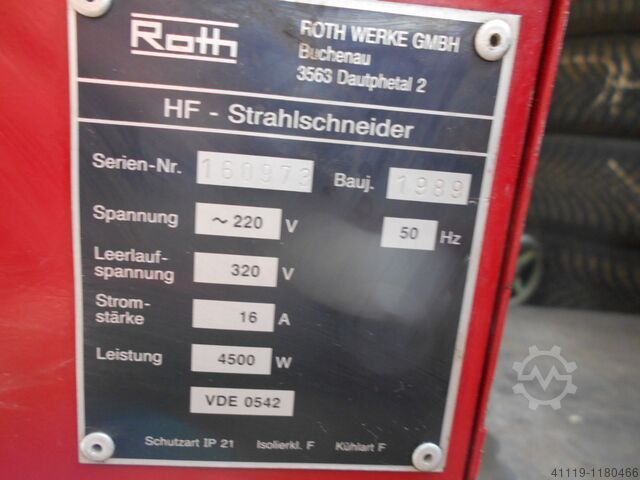 Roth
ROTH WERKE GMBH
Buchenau
3563 Dautphetal 2
HF - Strahlschneider
Serien-Nr. 160973 Bauj. 1989
Spannung ~ 220 V 50 Hz
Leerlauf-
spannung 320 V
Strom-
stärke 16 A
Leistung 4500 W
VDE 0542
Schutzart IP 21 Isolierkl. F Kühlart F
41119-1180466